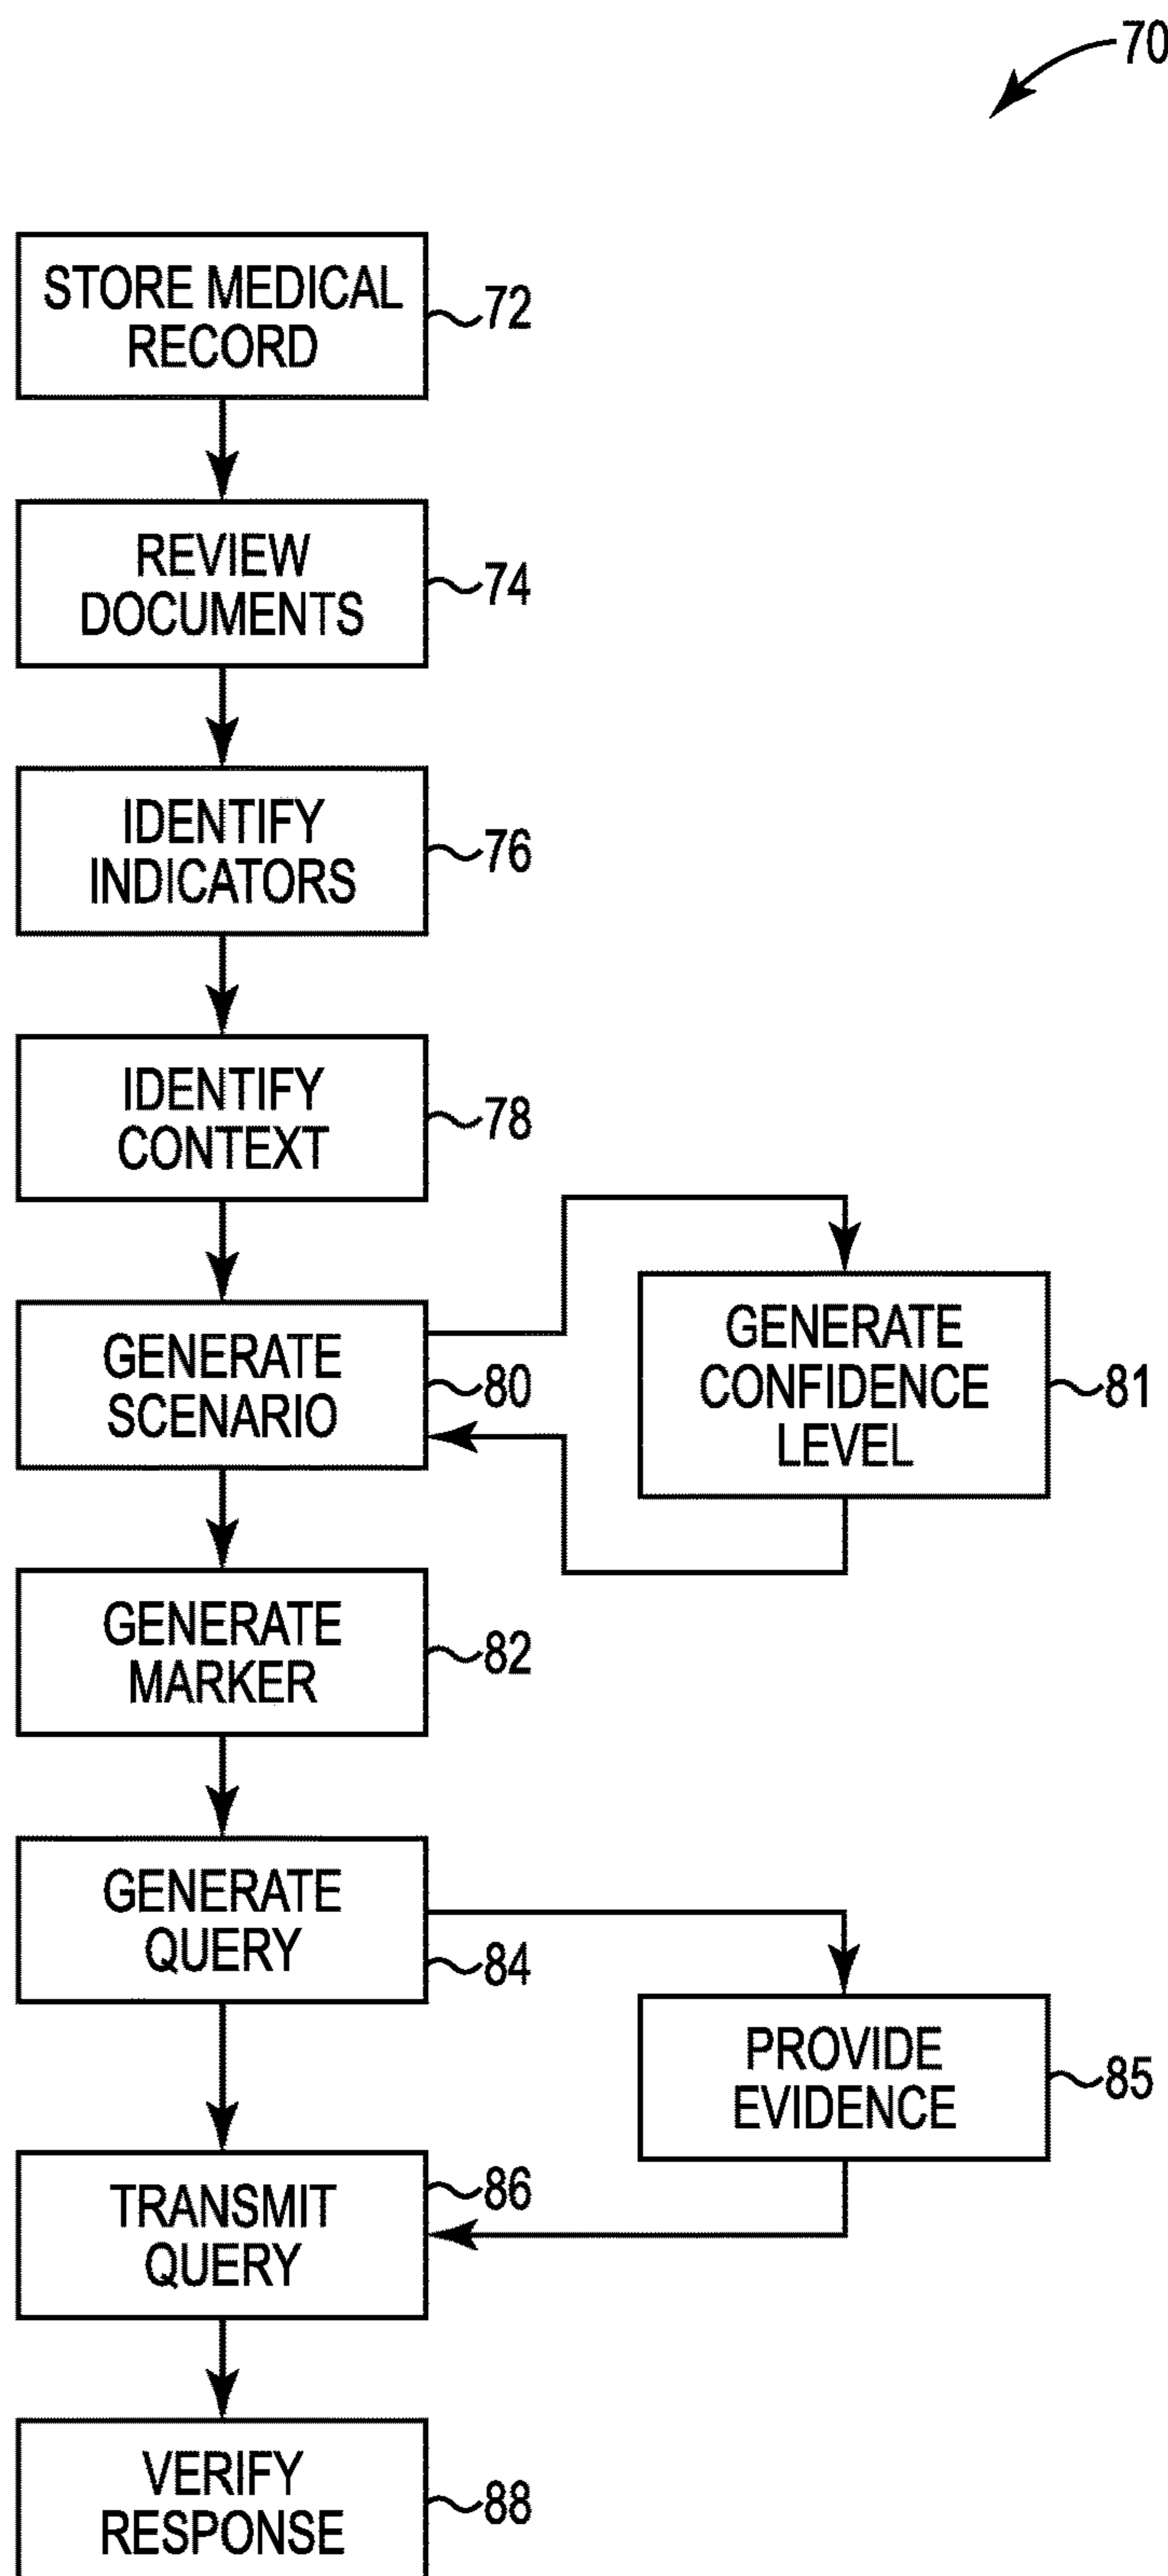 70
STORE MEDICAL
RECORD
72
REVIEW
DOCUMENTS
74
IDENTIFY
INDICATORS
76
IDENTIFY
CONTEXT
78
GENERATE
SCENARIO
80
GENERATE
CONFIDENCE
LEVEL
81
GENERATE
MARKER
82
GENERATE
QUERY
84
PROVIDE
EVIDENCE
85
TRANSMIT
QUERY
86
VERIFY
RESPONSE
88